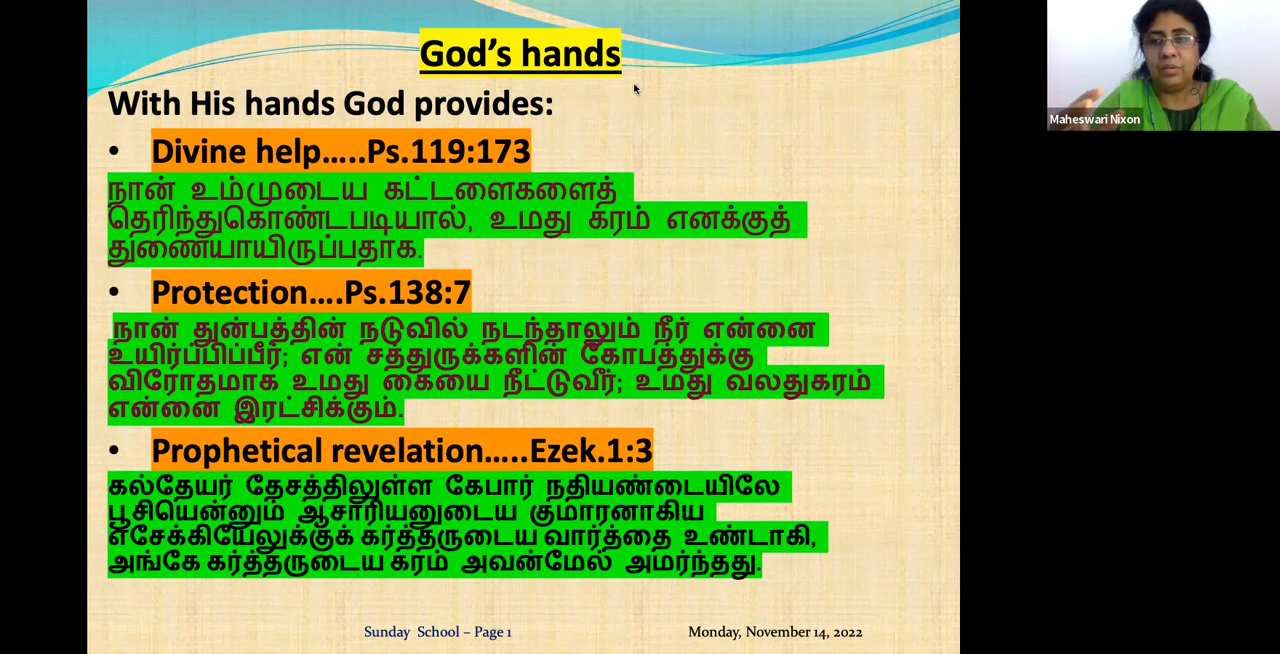 God’s hands
With His hands God provides:
• Divine help…..Ps.119:173
நான் உம்முடைய கட்டளைகளைத்
தெரிந்துகொண்டபடியால், உமது கரம் எனக்குத்
துணையாயிருப்பதாக.
• Protection….Ps.138:7
நான் துன்பத்தின் நடுவில் நடந்தாலும் நீர் என்னை
உயிர்ப்பிப்பீர்; என் சத்துருக்களின் கோபத்துக்கு
விரோதமாக உமது கையை நீட்டுவீர்; உமது வலதுகரம்
என்னை இரட்சிக்கும்.
• Prophetical revelation…..Ezek.1:3
கல்தேயர் தேசத்திலுள்ள கேபார் நதியண்டையிலே
பூசியென்னும் ஆசாரியனுடைய குமாரனாகிய
எசேக்கியேலுக்குக் கர்த்தருடைய வார்த்தை உண்டாகி,
அங்கே கர்த்தருடைய கரம் அவன்மேல் அமர்ந்தது.
Sunday School – Page 1
Monday, November 14, 2022
Maheswari Nixon